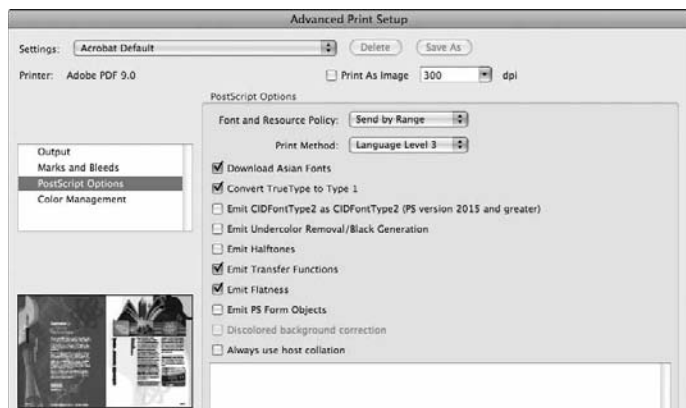 Advanced Print Setup
Settings: Acrobat Default Delete Save As
Printer: Adobe PDF 9.0 Print As Image 300 dpi
PostScript Options
Font and Resource Policy: Send by Range
Print Method: Language Level 3
Output
Marks and Bleeds
PostScript Options
Color Management
Download Asian Fonts
Convert TrueType to Type 1
Emit CIDFontType2 as CIDFontType2 (PS version 2015 and greater)
Emit Undercolor Removal/Black Generation
Emit Halftones
Emit Transfer Functions
Emit Flatness
Emit PS Form Objects
Discolored background correction
Always use host collation